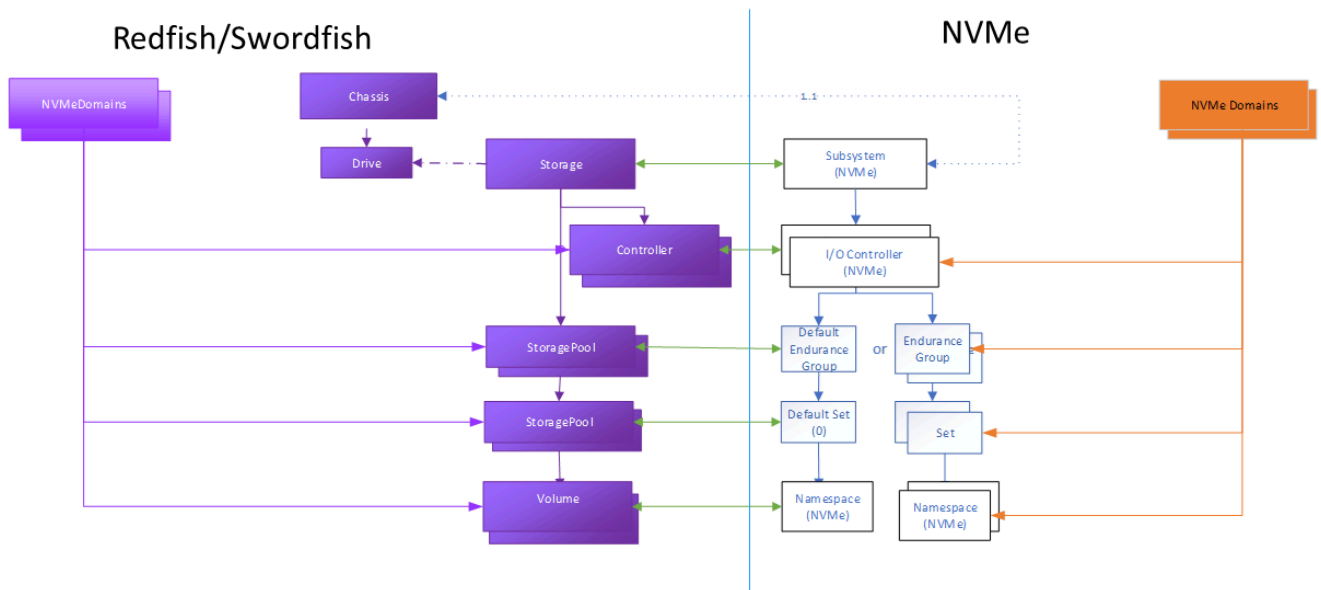 Redfish/Swordfish
NVMe
NVMeDomains
Chassis
1..1
NVMe Domains
Drive
Storage
Subsystem
(NVMe)
Controller
I/O Controller
(NVMe)
StoragePool
Default
Endurance
Group
or
Endurance
Group
StoragePool
Default Set
(0)
Set
Volume
Namespace
(NVMe)
Namespace
(NVMe)